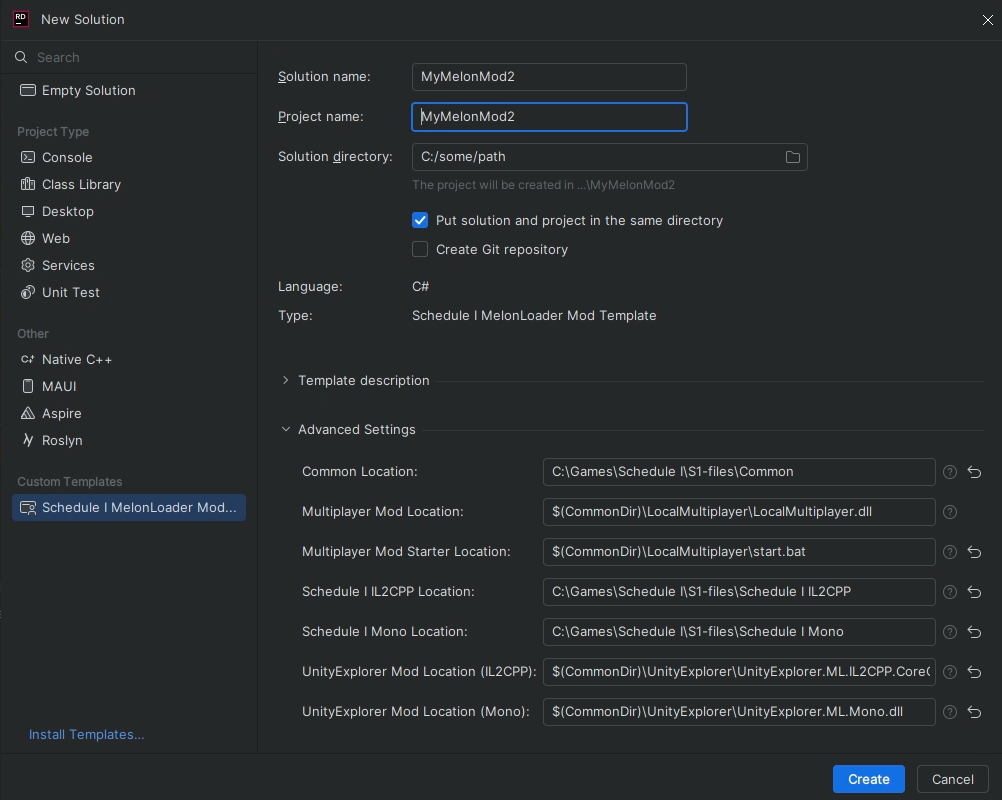 RD New Solution
Search
Empty Solution
Project Type
Console
Class Library
Desktop
Web
Services
Unit Test
Other
Native C++
MAUI
Aspire
Roslyn
Custom Templates
Schedule I MelonLoader Mod...
Install Templates...
Solution name: MyMelonMod2
Project name: MyMelonMod2
Solution directory: C:/some/path
The project will be created in ...\MyMelonMod2
Put solution and project in the same directory
Create Git repository
Language: C#
Type: Schedule I MelonLoader Mod Template
Template description
Advanced Settings
Common Location: C:\Games\Schedule I\S1-files\Common ?
Multiplayer Mod Location: $(CommonDir)\LocalMultiplayer\LocalMultiplayer.dll ?
Multiplayer Mod Starter Location: $(CommonDir)\LocalMultiplayer\start.bat ?
Schedule I IL2CPP Location: C:\Games\Schedule I\S1-files\Schedule I IL2CPP ?
Schedule I Mono Location: C:\Games\Schedule I\S1-files\Schedule I Mono ?
UnityExplorer Mod Location (IL2CPP): $(CommonDir)\UnityExplorer\UnityExplorer.ML.IL2CPP.Core ?
UnityExplorer Mod Location (Mono): $(CommonDir)\UnityExplorer\UnityExplorer.ML.Mono.dll ?
Create Cancel